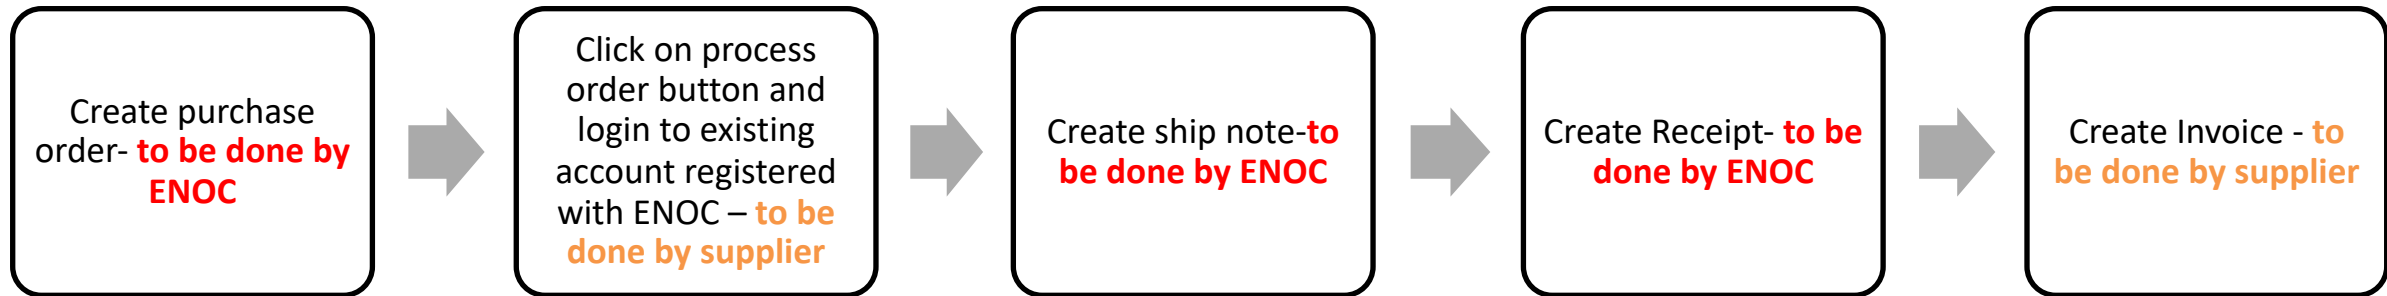 Create purchase
order- to be done by
ENOC
Click on process
order button and
login to existing
account registered
with ENOC – to be
done by supplier
Create ship note-to
be done by ENOC
Create Receipt- to be
done by ENOC
Create Invoice - to
be done by supplier